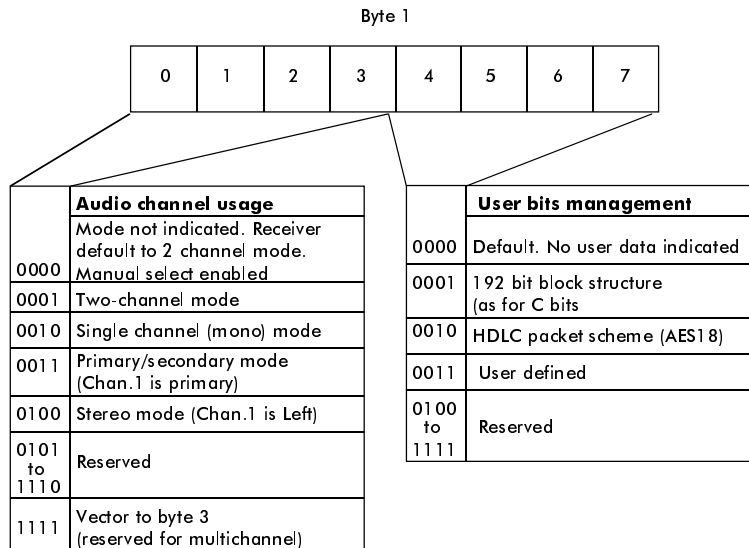 Byte 1
0 1 2 3 4 5 6 7
Audio channel usage
0000 Mode not indicated. Receiver
default to 2 channel mode.
Manual select enabled
0001 Two-channel mode
0010 Single channel (mono) mode
0011 Primary/secondary mode
(Chan.1 is primary)
0100 Stereo mode (Chan.1 is Left)
0101
to
1110
Reserved
1111 Vector to byte 3
(reserved for multichannel)
User bits management
0000 Default. No user data indicated
0001 192 bit block structure
(as for C bits
0010 HDLC packet scheme (AES18)
0011 User defined
0100
to
1111
Reserved